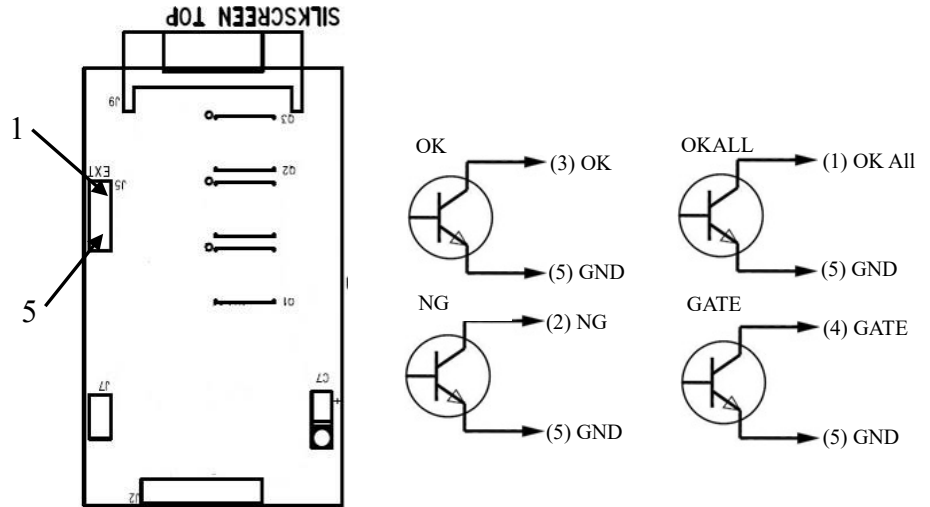 SILKSCREEN TOP
J9
Q3
1
EXT
J5
Q2
5
Q1
J7
C7
+
J2
OK
(3) OK
(5) GND
OKALL
(1) OK All
(5) GND
NG
(2) NG
(5) GND
GATE
(4) GATE
(5) GND